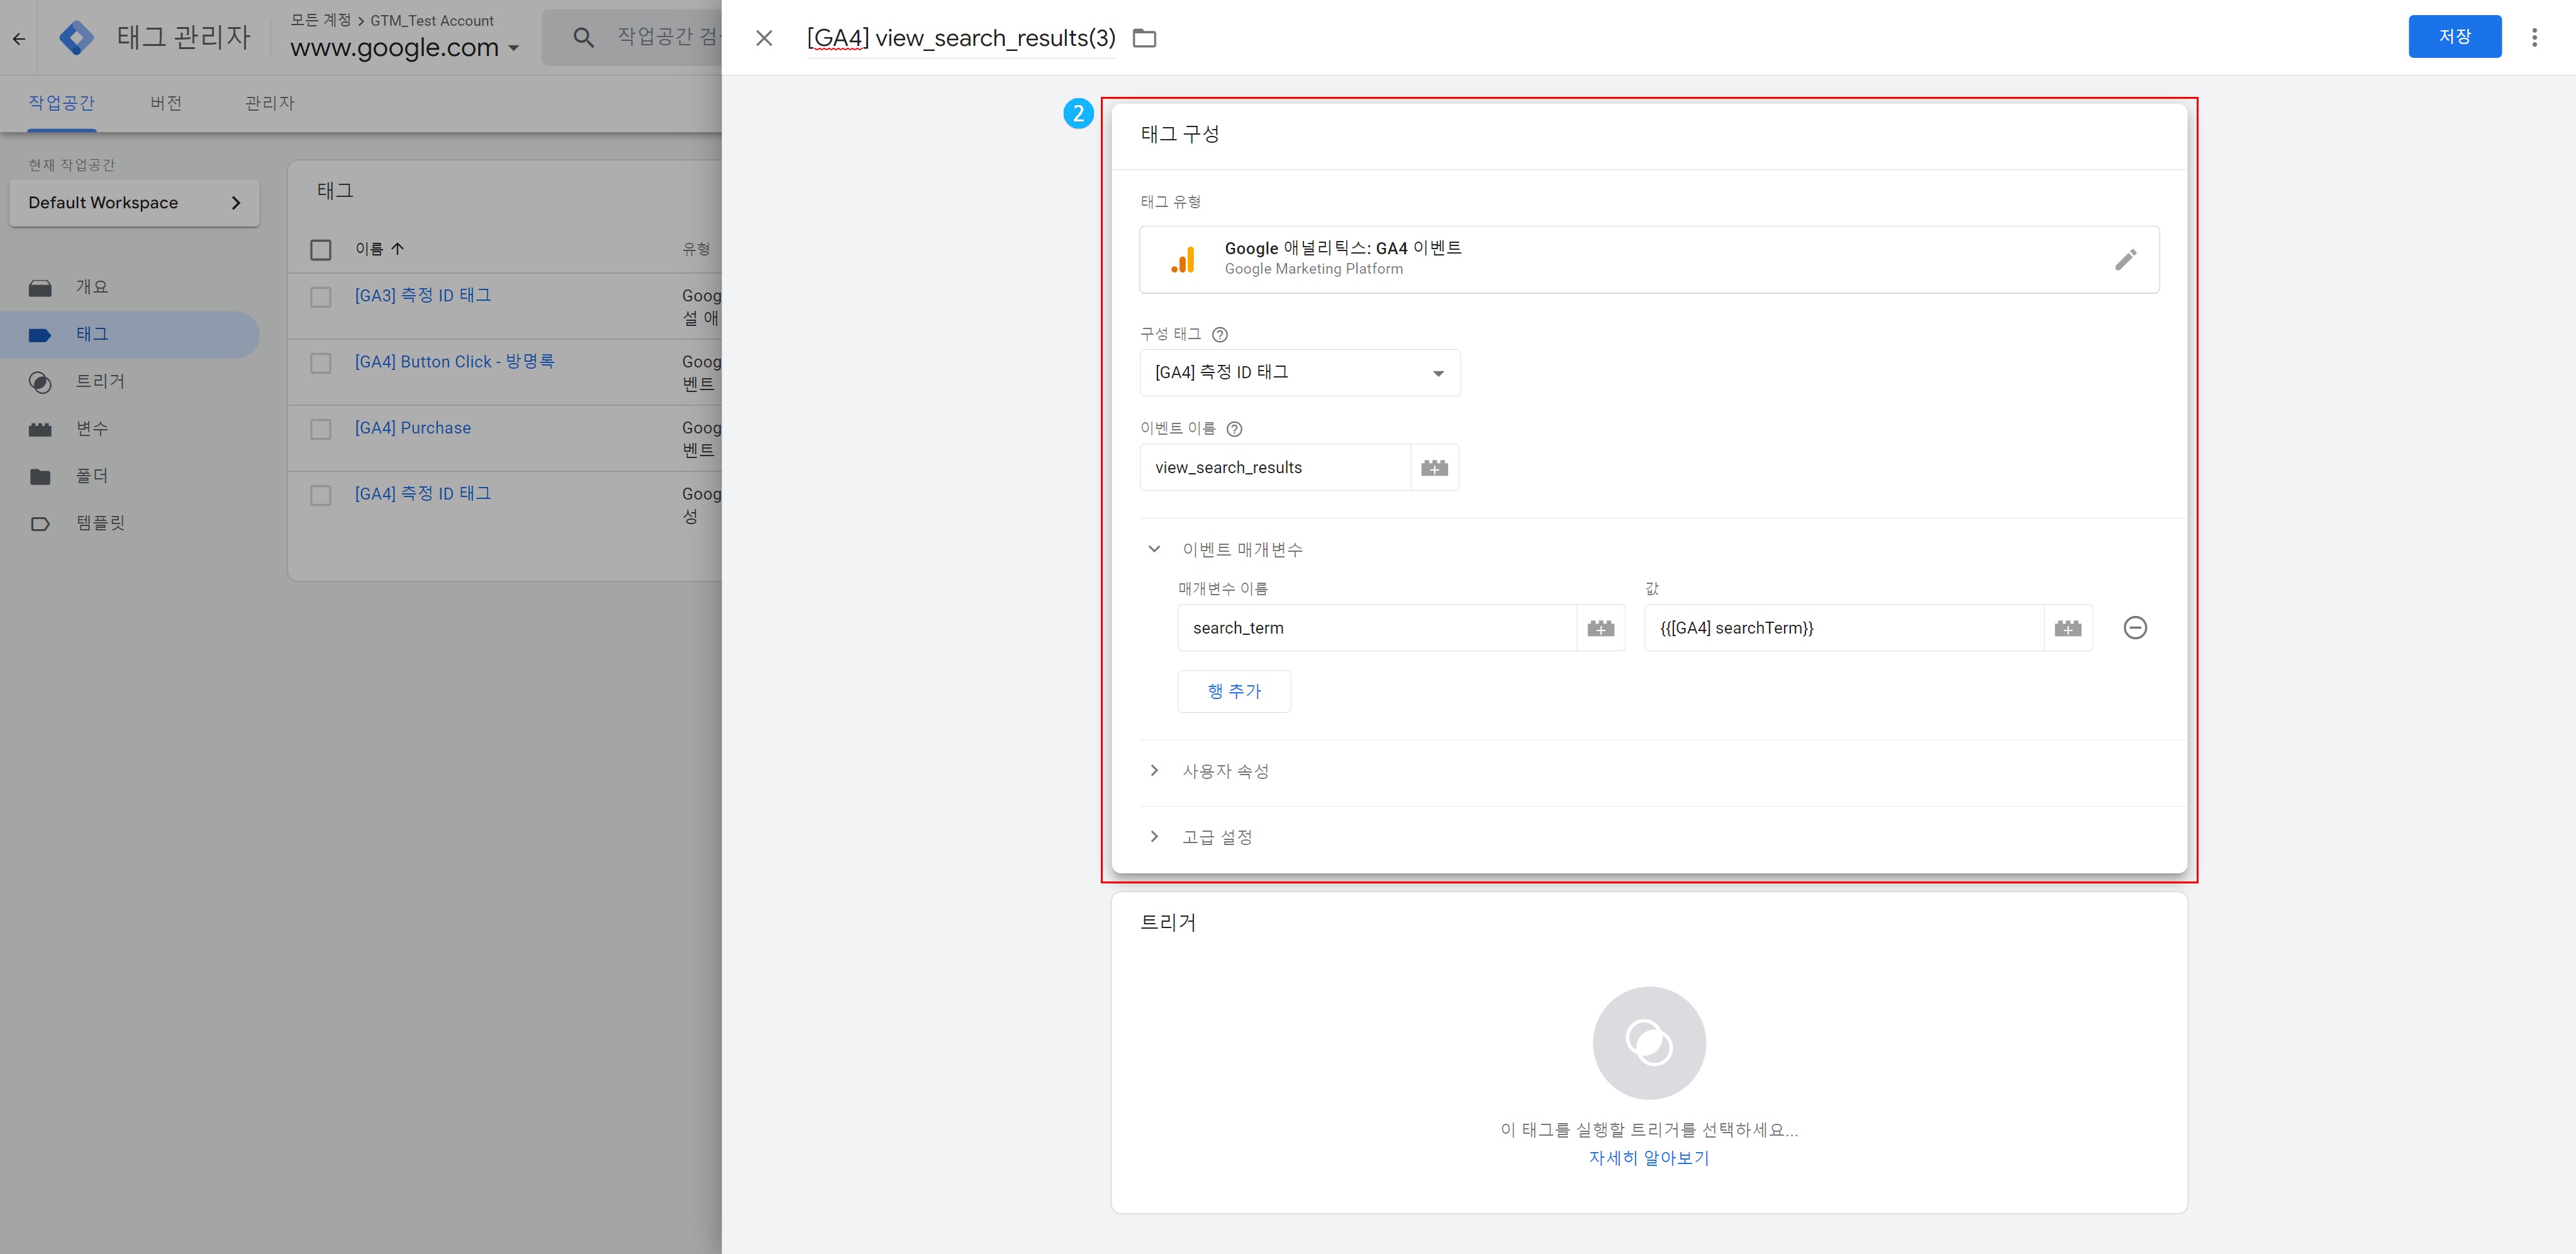 모든 계정 > GTM_Test Account
태그 관리자
www.google.com
작업공간 검색
[GA4] view_search_results(3)
저장
작업공간
버전
관리자
현재 작업공간
Default Workspace
개요
태그
트리거
변수
폴더
템플릿
태그
이름
유형
[GA3] 측정 ID 태그
Goog
설 애
[GA4] Button Click - 방명록
Goog
벤트
[GA4] Purchase
Goog
벤트
[GA4] 측정 ID 태그
Goog
성
2
태그 구성
태그 유형
Google 애널리틱스: GA4 이벤트
Google Marketing Platform
구성 태그
[GA4] 측정 ID 태그
이벤트 이름
view_search_results
이벤트 매개변수
매개변수 이름
값
search_term
{{[GA4] searchTerm}}
행 추가
사용자 속성
고급 설정
트리거
이 태그를 실행할 트리거를 선택하세요...
자세히 알아보기